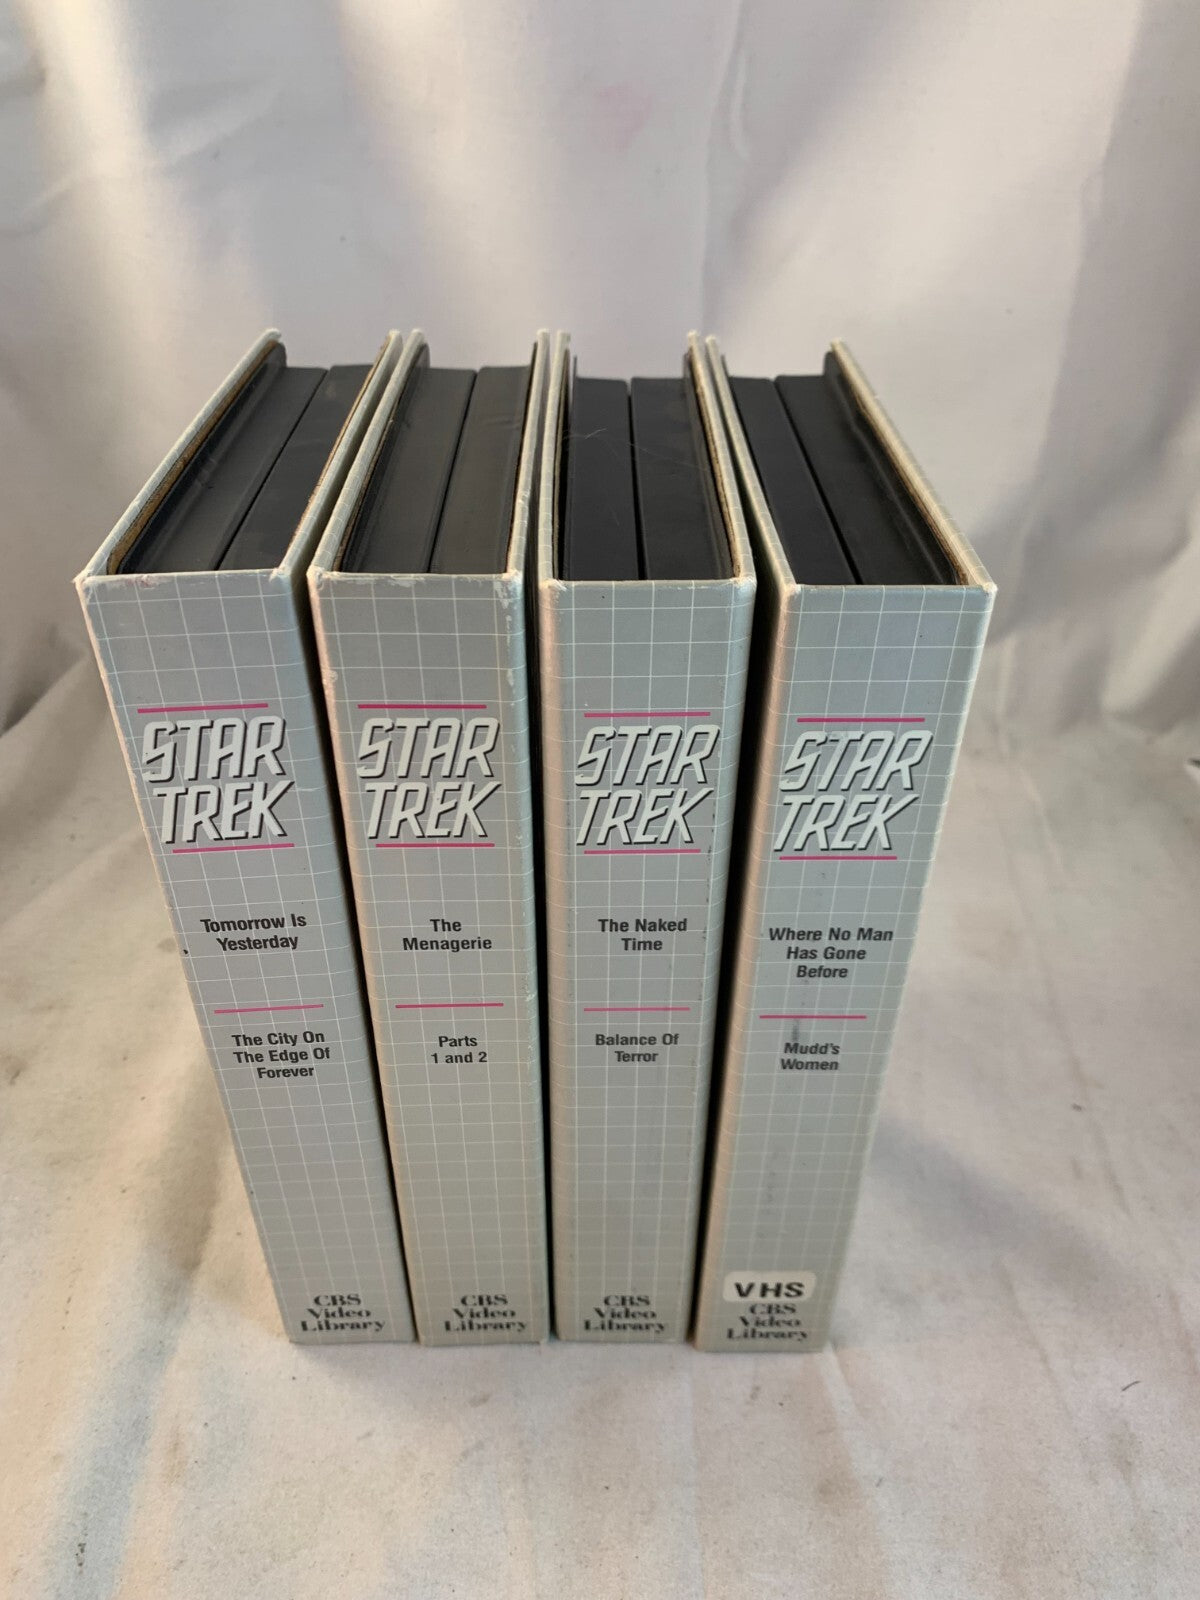 STAR
TREK
Tomorrow Is
Yesterday
The City On
The Edge Of
Forever
CBS
Video
Library
STAR
TREK
The
Menagerie
Parts
1 and 2
CBS
Video
Library
STAR
TREK
The Naked
Time
Balance Of
Terror
CBS
Video
Library
STAR
TREK
Where No Man
Has Gone
Before
Mudd's
Women
VHS
CBS
Video
Library